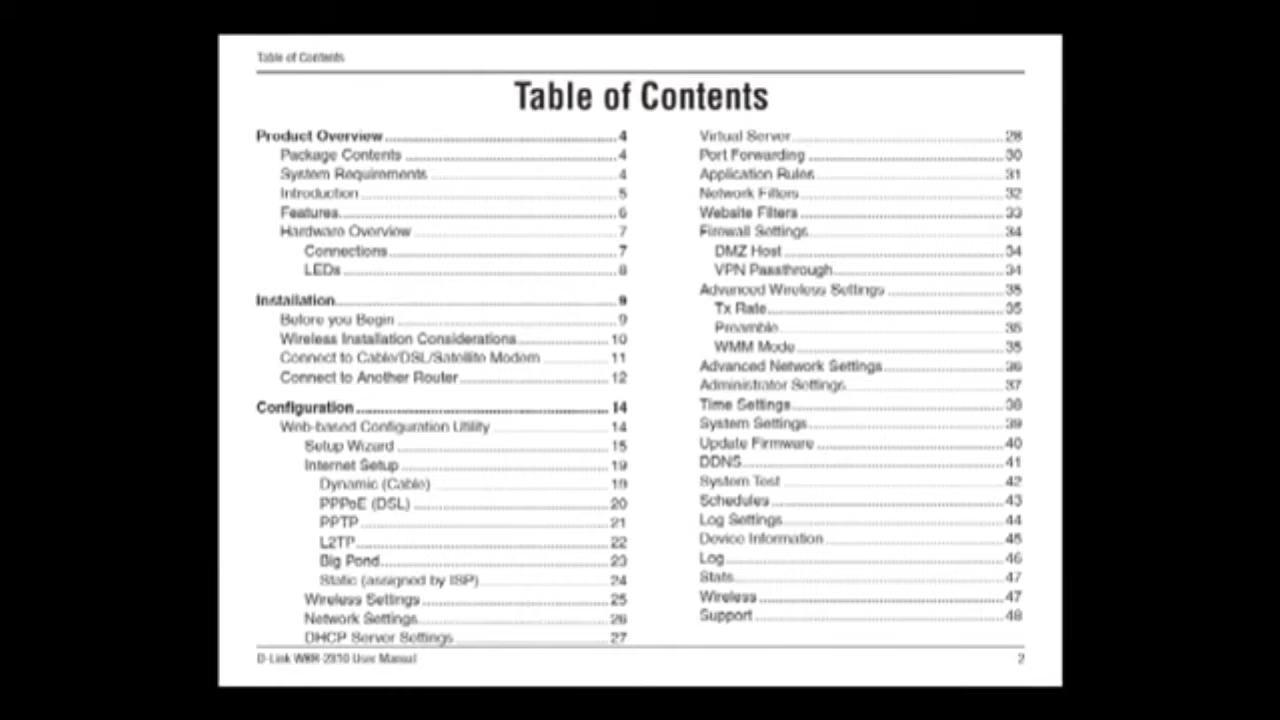 Table of Contents
Table of Contents
Product Overview........4
Package Contents........4
System Requirements........4
Introduction........5
Features........6
Hardware Overview........7
Connections........7
LEDs........8
Installation........9
Before you Begin........9
Wireless Installation Considerations........10
Connect to Cable/DSL/Satellite Modem........11
Connect to Another Router........12
Configuration........14
Web-based Configuration Utility........14
Setup Wizard........15
Internet Setup........19
Dynamic (Cable)........19
PPPoE (DSL)........20
PPTP........21
L2TP........22
Big Pond........23
Static (assigned by ISP)........24
Wireless Settings........25
Network Settings........26
DHCP Server Settings........27
Virtual Server........28
Port Forwarding........30
Application Rules........31
Network Filters........32
Website Filters........33
Firewall Settings........34
DMZ Host........34
VPN Passthrough........34
Advanced Wireless Settings........35
Tx Rate........35
Preamble........35
WMM Mode........35
Advanced Network Settings........36
Administrator Settings........37
Time Settings........38
System Settings........39
Update Firmware........40
DDNS........41
System Test........42
Schedules........43
Log Settings........44
Device Information........45
Log........46
Stats........47
Wireless........47
Support........48
D-Link User Manual
2